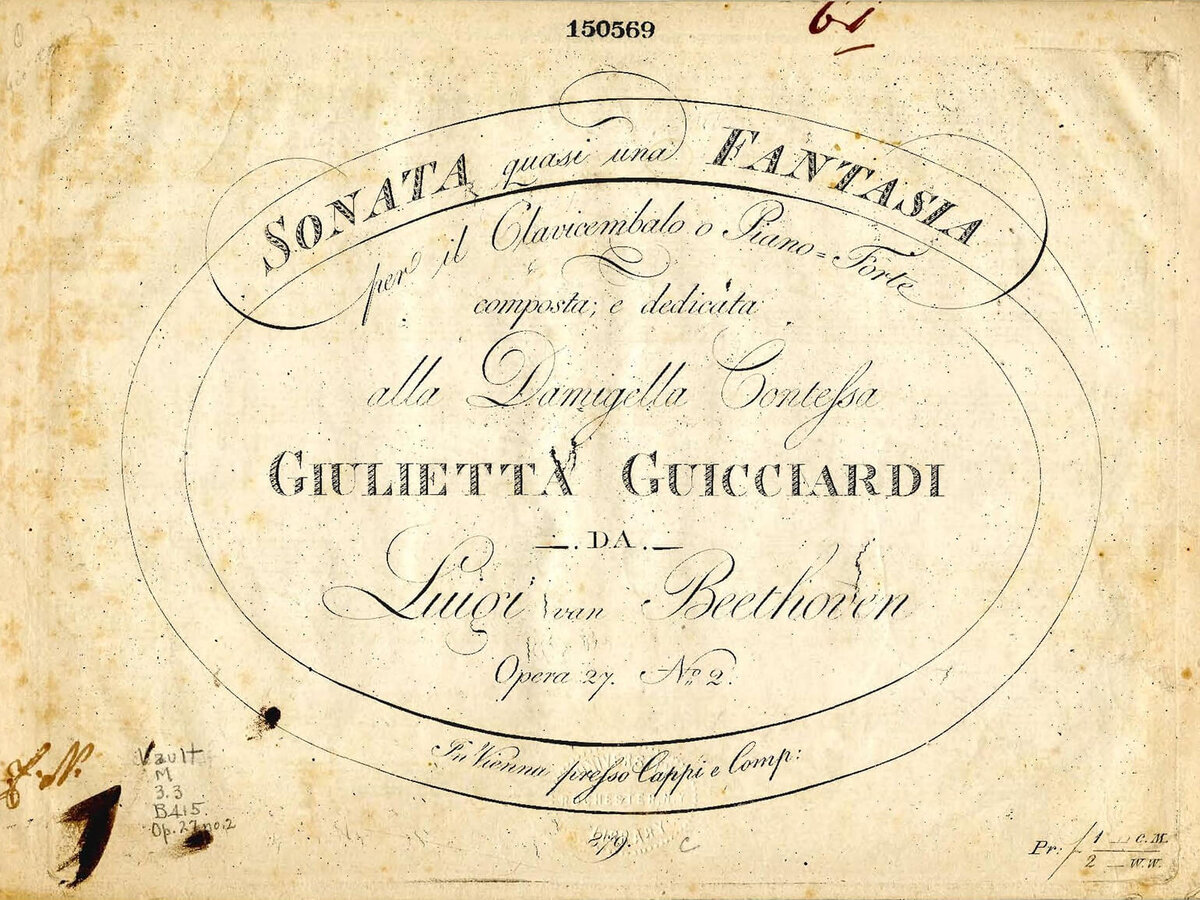 150569
61
SONATA quasi una FANTASIA
per il Clavicembalo o Piano=Forte
composta; e dedicata
alla Damigella Contessa
GIULIETTA GUICCIARDI
— . DA . —
Luigi van Beethoven
Opera 27. No. 2.
In Vienna presso Cappi e Comp:
879. c
Vault
M
3.3
B415
Op.27 no.2
Pr: f 1 — c.M.
2 — w.w.